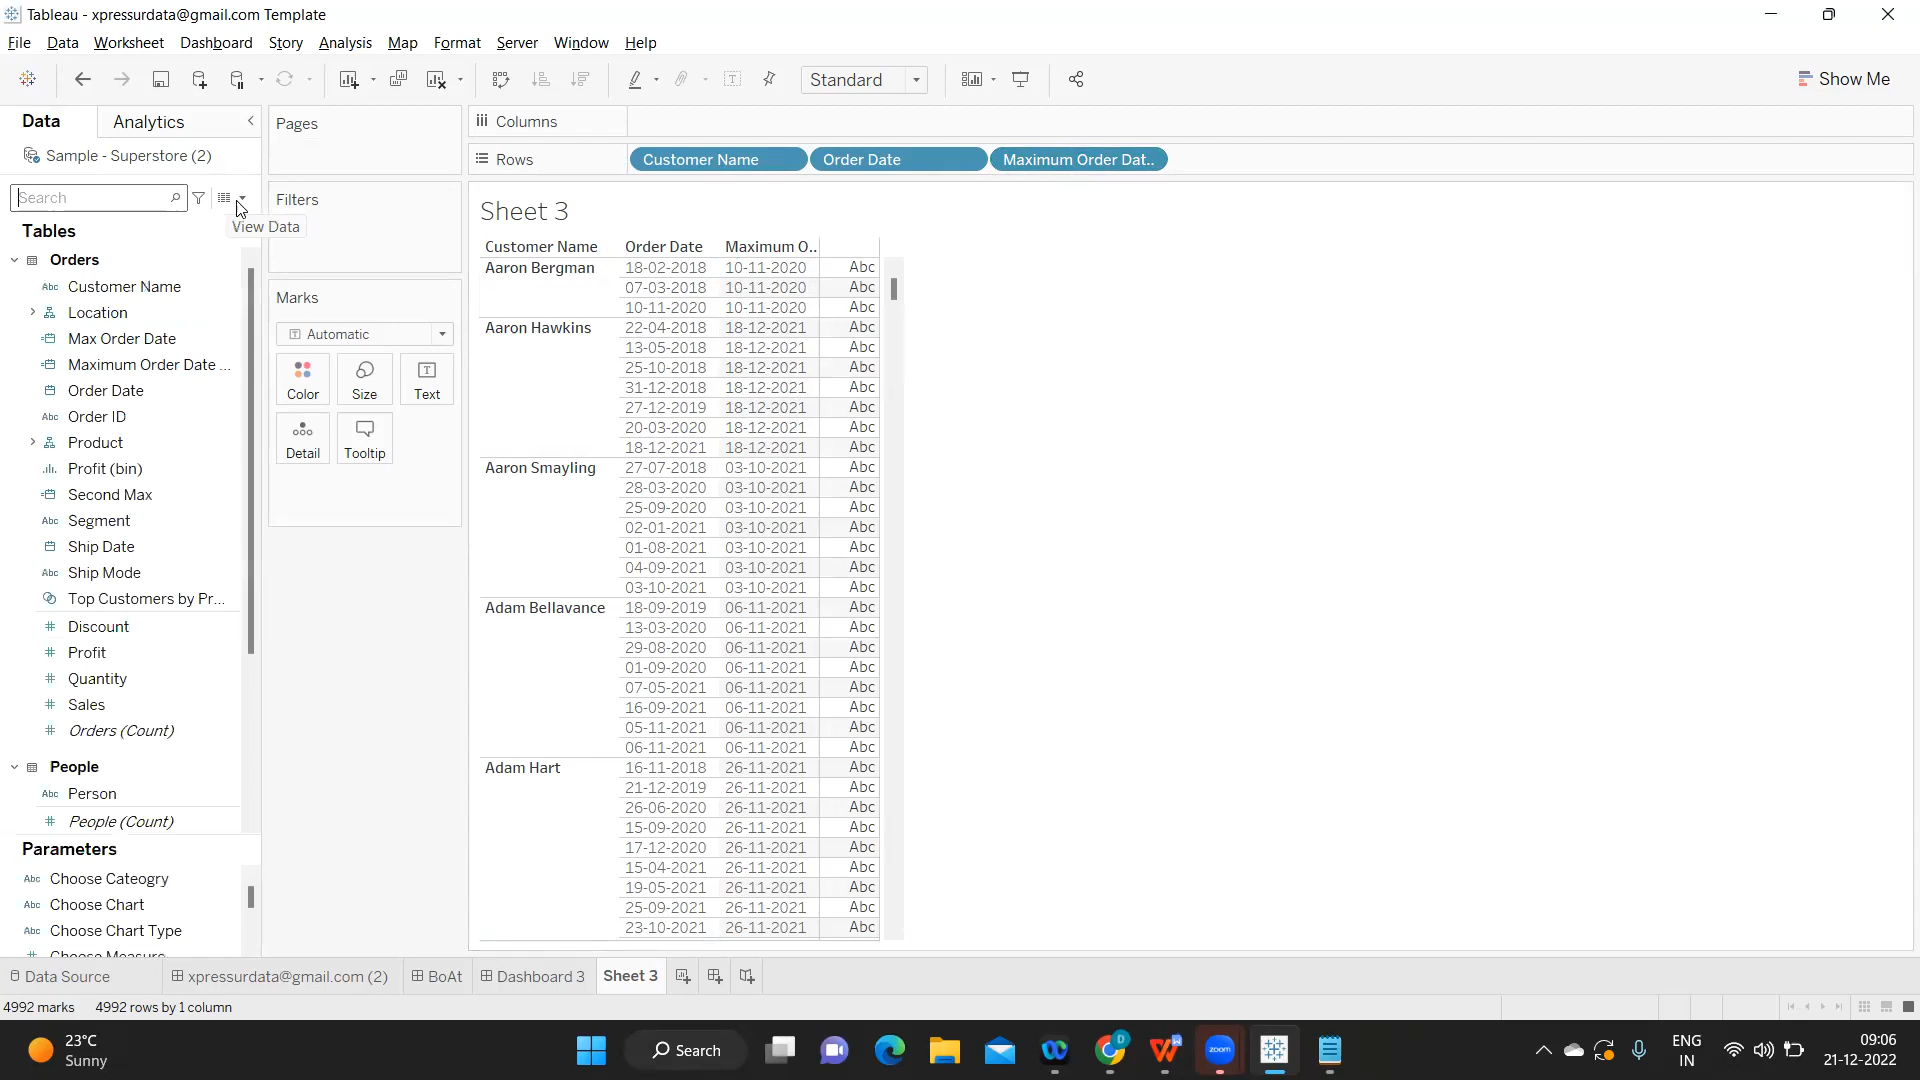 Tableau - xpressurdata@gmail.com Template
File Data Worksheet Dashboard Story Analysis Map Format Server Window Help
Standard
Show Me
Data Analytics
Pages
Columns
Sample - Superstore (2)
Rows Customer Name Order Date Maximum Order Dat..
Search
Filters
View Data
Sheet 3
Tables
Orders
Customer Name
Location
Max Order Date
Maximum Order Date ...
Order Date
Order ID
Product
Profit (bin)
Second Max
Segment
Ship Date
Ship Mode
Top Customers by Pr...
Discount
Profit
Quantity
Sales
Orders (Count)
People
Person
People (Count)
Parameters
Choose Cateogry
Choose Chart
Choose Chart Type
Choose Measure
Marks
Automatic
Color Size Text
Detail Tooltip
Customer Name Order Date Maximum O..
Aaron Bergman 18-02-2018 10-11-2020 Abc
07-03-2018 10-11-2020 Abc
10-11-2020 10-11-2020 Abc
Aaron Hawkins 22-04-2018 18-12-2021 Abc
13-05-2018 18-12-2021 Abc
25-10-2018 18-12-2021 Abc
31-12-2018 18-12-2021 Abc
27-12-2019 18-12-2021 Abc
20-03-2020 18-12-2021 Abc
18-12-2021 18-12-2021 Abc
Aaron Smayling 27-07-2018 03-10-2021 Abc
28-03-2020 03-10-2021 Abc
25-09-2020 03-10-2021 Abc
02-01-2021 03-10-2021 Abc
01-08-2021 03-10-2021 Abc
04-09-2021 03-10-2021 Abc
03-10-2021 03-10-2021 Abc
Adam Bellavance 18-09-2019 06-11-2021 Abc
13-03-2020 06-11-2021 Abc
29-08-2020 06-11-2021 Abc
01-09-2020 06-11-2021 Abc
07-05-2021 06-11-2021 Abc
16-09-2021 06-11-2021 Abc
05-11-2021 06-11-2021 Abc
06-11-2021 06-11-2021 Abc
Adam Hart 16-11-2018 26-11-2021 Abc
21-12-2019 26-11-2021 Abc
26-06-2020 26-11-2021 Abc
15-09-2020 26-11-2021 Abc
17-12-2020 26-11-2021 Abc
15-04-2021 26-11-2021 Abc
19-05-2021 26-11-2021 Abc
25-09-2021 26-11-2021 Abc
23-10-2021 26-11-2021 Abc
Data Source xpressurdata@gmail.com (2) BoAt Dashboard 3 Sheet 3
4992 marks 4992 rows by 1 column
23°C
Sunny
Search
zoom
ENG
IN
09:06
21-12-2022